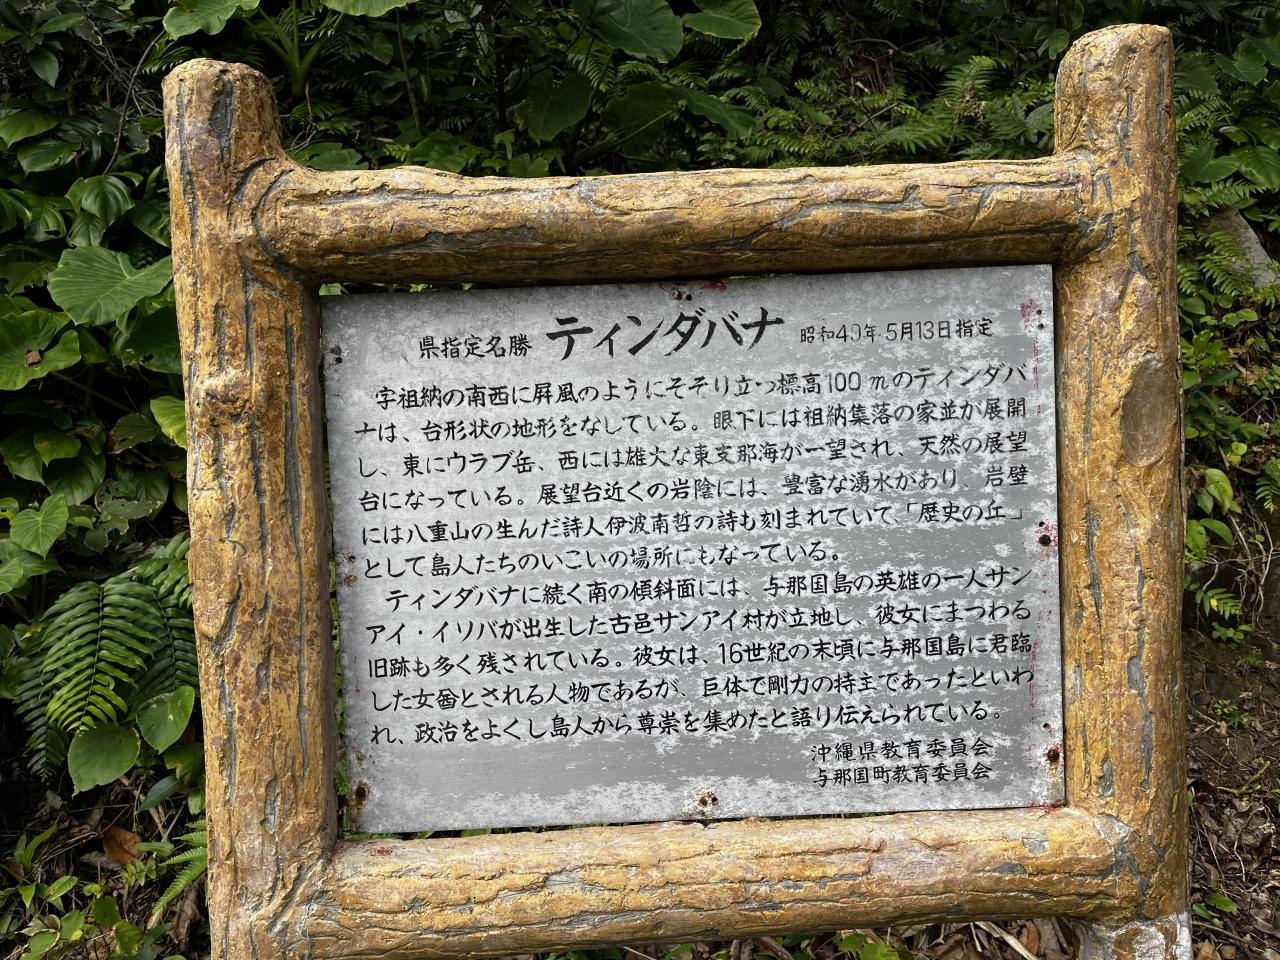 県指定名勝 ティンダバナ 昭和49年5月13日指定
字祖納の南西に屏風のようにそそり立つ標高100mのティンダバ
ナは、台形状の地形をなしている。眼下には祖納集落の家並が展開
し、東にウラブ岳、西には雄大な東支那海が一望され、天然の展望
台になっている。展望台近くの岩陰には、豊富な湧水があり、岩壁
には八重山の生んだ詩人伊波南哲の詩も刻まれていて、「歴史の丘」
として島人たちのいこいの場所にもなっている。
ティンダバナに続く南の傾斜面には、与那国島の英雄の一人サン
アイ・イソバが出生した古邑サンアイ村が立地し、彼女にまつわる
旧跡も多く残されている。彼女は、16世紀の末頃に与那国島に君臨
した女酋とされる人物であるが、巨体で剛力の持主であったといわ
れ、政治をよくし島人から尊崇を集めたと語り伝えられている。
沖縄県教育委員会
与那国町教育委員会